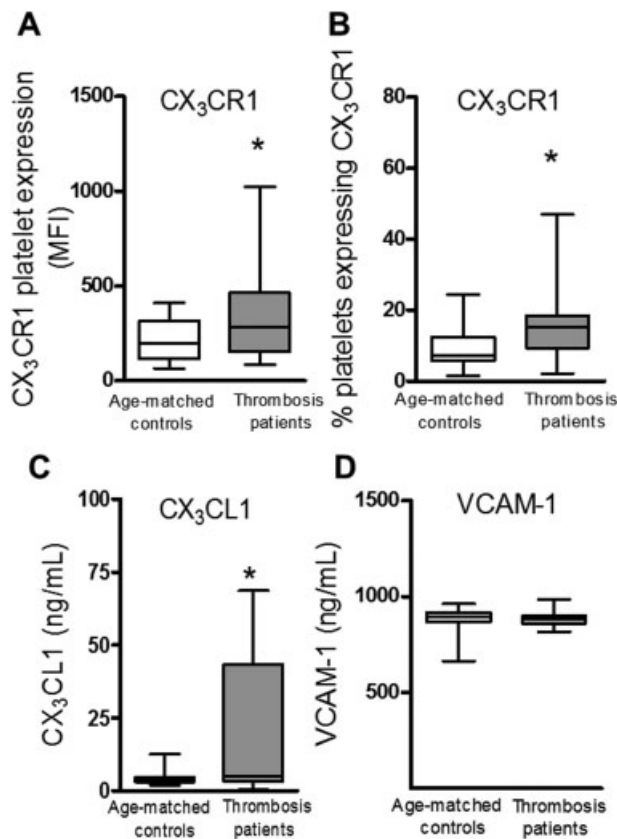 A
CX₃CR1 platelet expression
(MFI)
1500
1000
500
0
CX₃CR1
*
Age-matched
controls
Thrombosis
patients
B
% platelets expressing CX₃CR1
80
60
40
20
0
CX₃CR1
*
Age-matched
controls
Thrombosis
patients
C
CX₃CL1 (ng/mL)
100
75
50
25
0
CX₃CL1
*
Age-matched
controls
Thrombosis
patients
D
VCAM-1 (ng/mL)
1500
1000
500
VCAM-1
Age-matched
controls
Thrombosis
patients